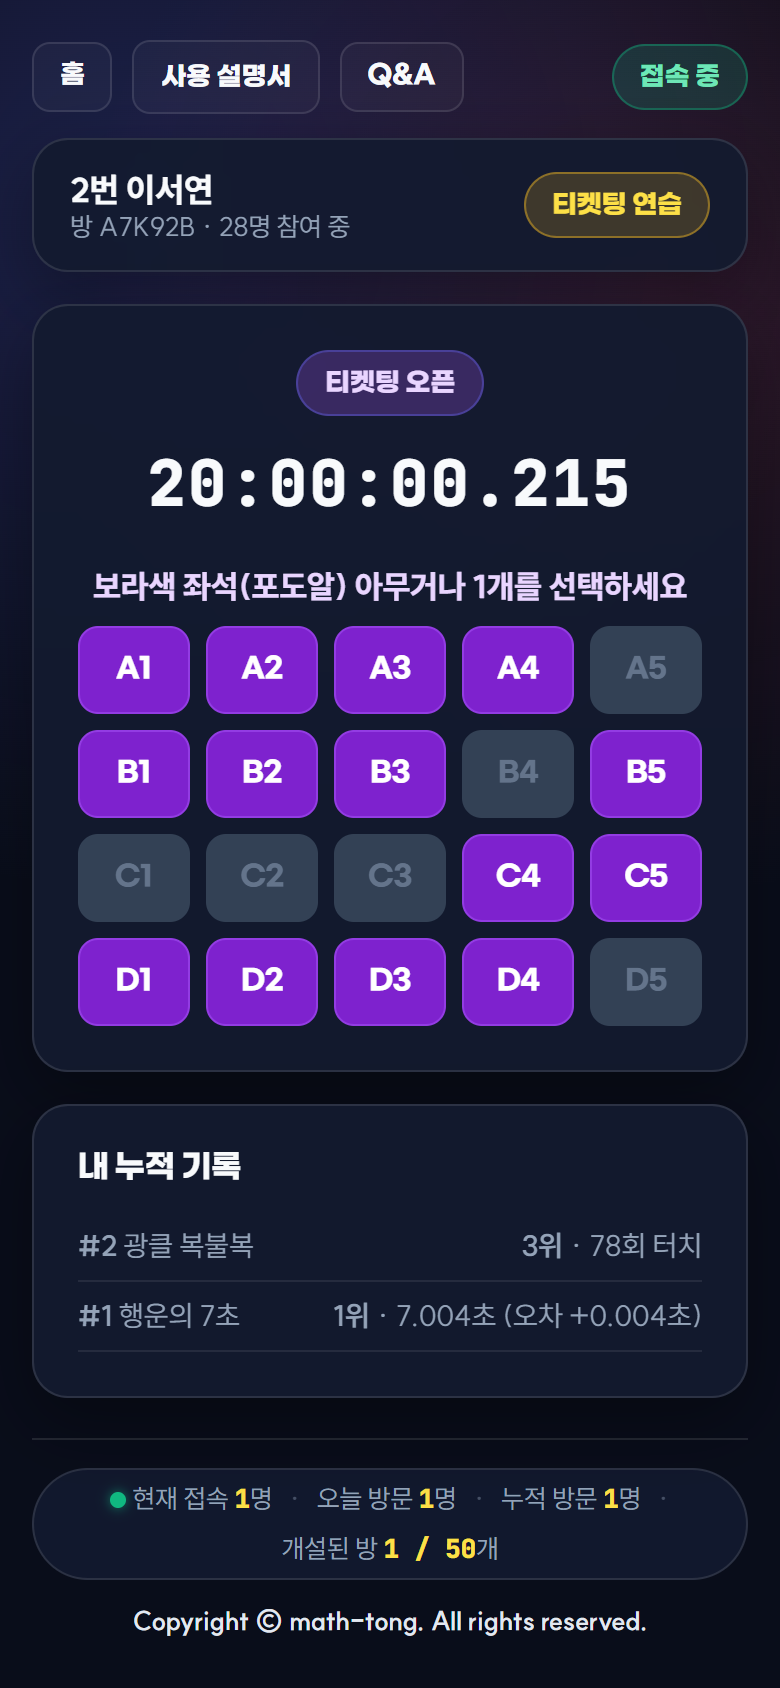 홈 사용 설명서 Q&A 접속 중
2번 이서연
방 A7K92B · 28명 참여 중
티켓팅 연습
티켓팅 오픈
20:00:00.215
보라색 좌석(포도알) 아무거나 1개를 선택하세요
A1 A2 A3 A4 A5
B1 B2 B3 B4 B5
C1 C2 C3 C4 C5
D1 D2 D3 D4 D5
내 누적 기록
#2 광클 복불복 3위 · 78회 터치
#1 행운의 7초 1위 · 7.004초 (오차 +0.004초)
현재 접속 1명 · 오늘 방문 1명 · 누적 방문 1명 ·
개설된 방 1 / 50개
Copyright © math-tong. All rights reserved.